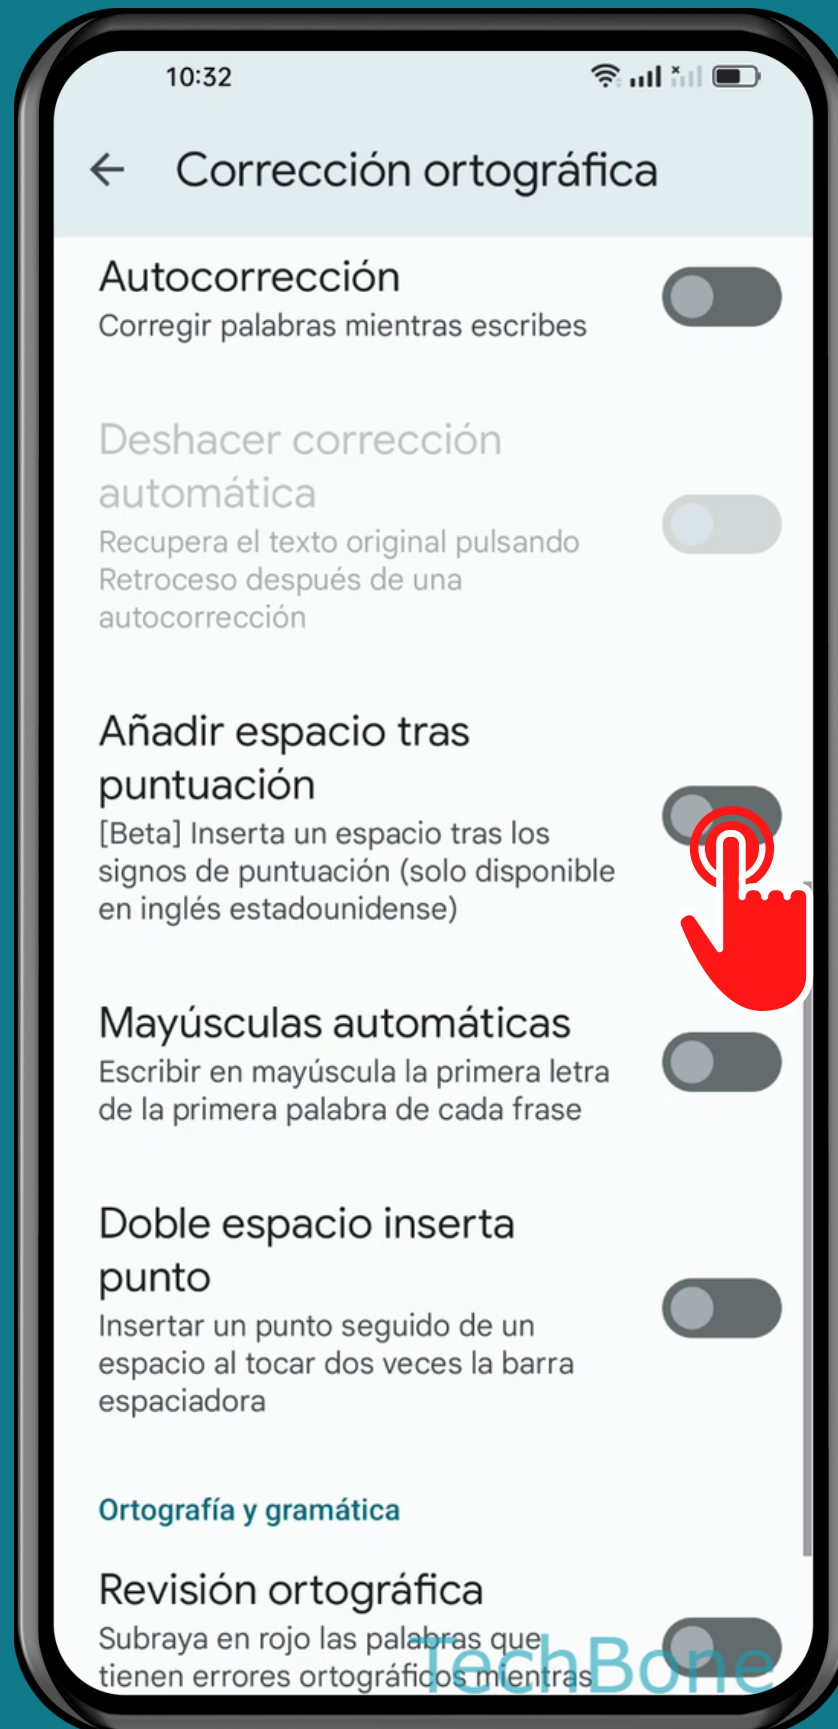 10:32
Corrección ortográfica
Autocorrección
Corregir palabras mientras escribes
Deshacer corrección
automática
Recupera el texto original pulsando
Retroceso después de una
autocorrección
Añadir espacio tras
puntuación
[Beta] Inserta un espacio tras los
signos de puntuación (solo disponible
en inglés estadounidense)
Mayúsculas automáticas
Escribir en mayúscula la primera letra
de la primera palabra de cada frase
Doble espacio inserta
punto
Insertar un punto seguido de un
espacio al tocar dos veces la barra
espaciadora
Ortografía y gramática
Revisión ortográfica
Subraya en rojo las palabras que
tienen errores ortográficos mientras
TechBone